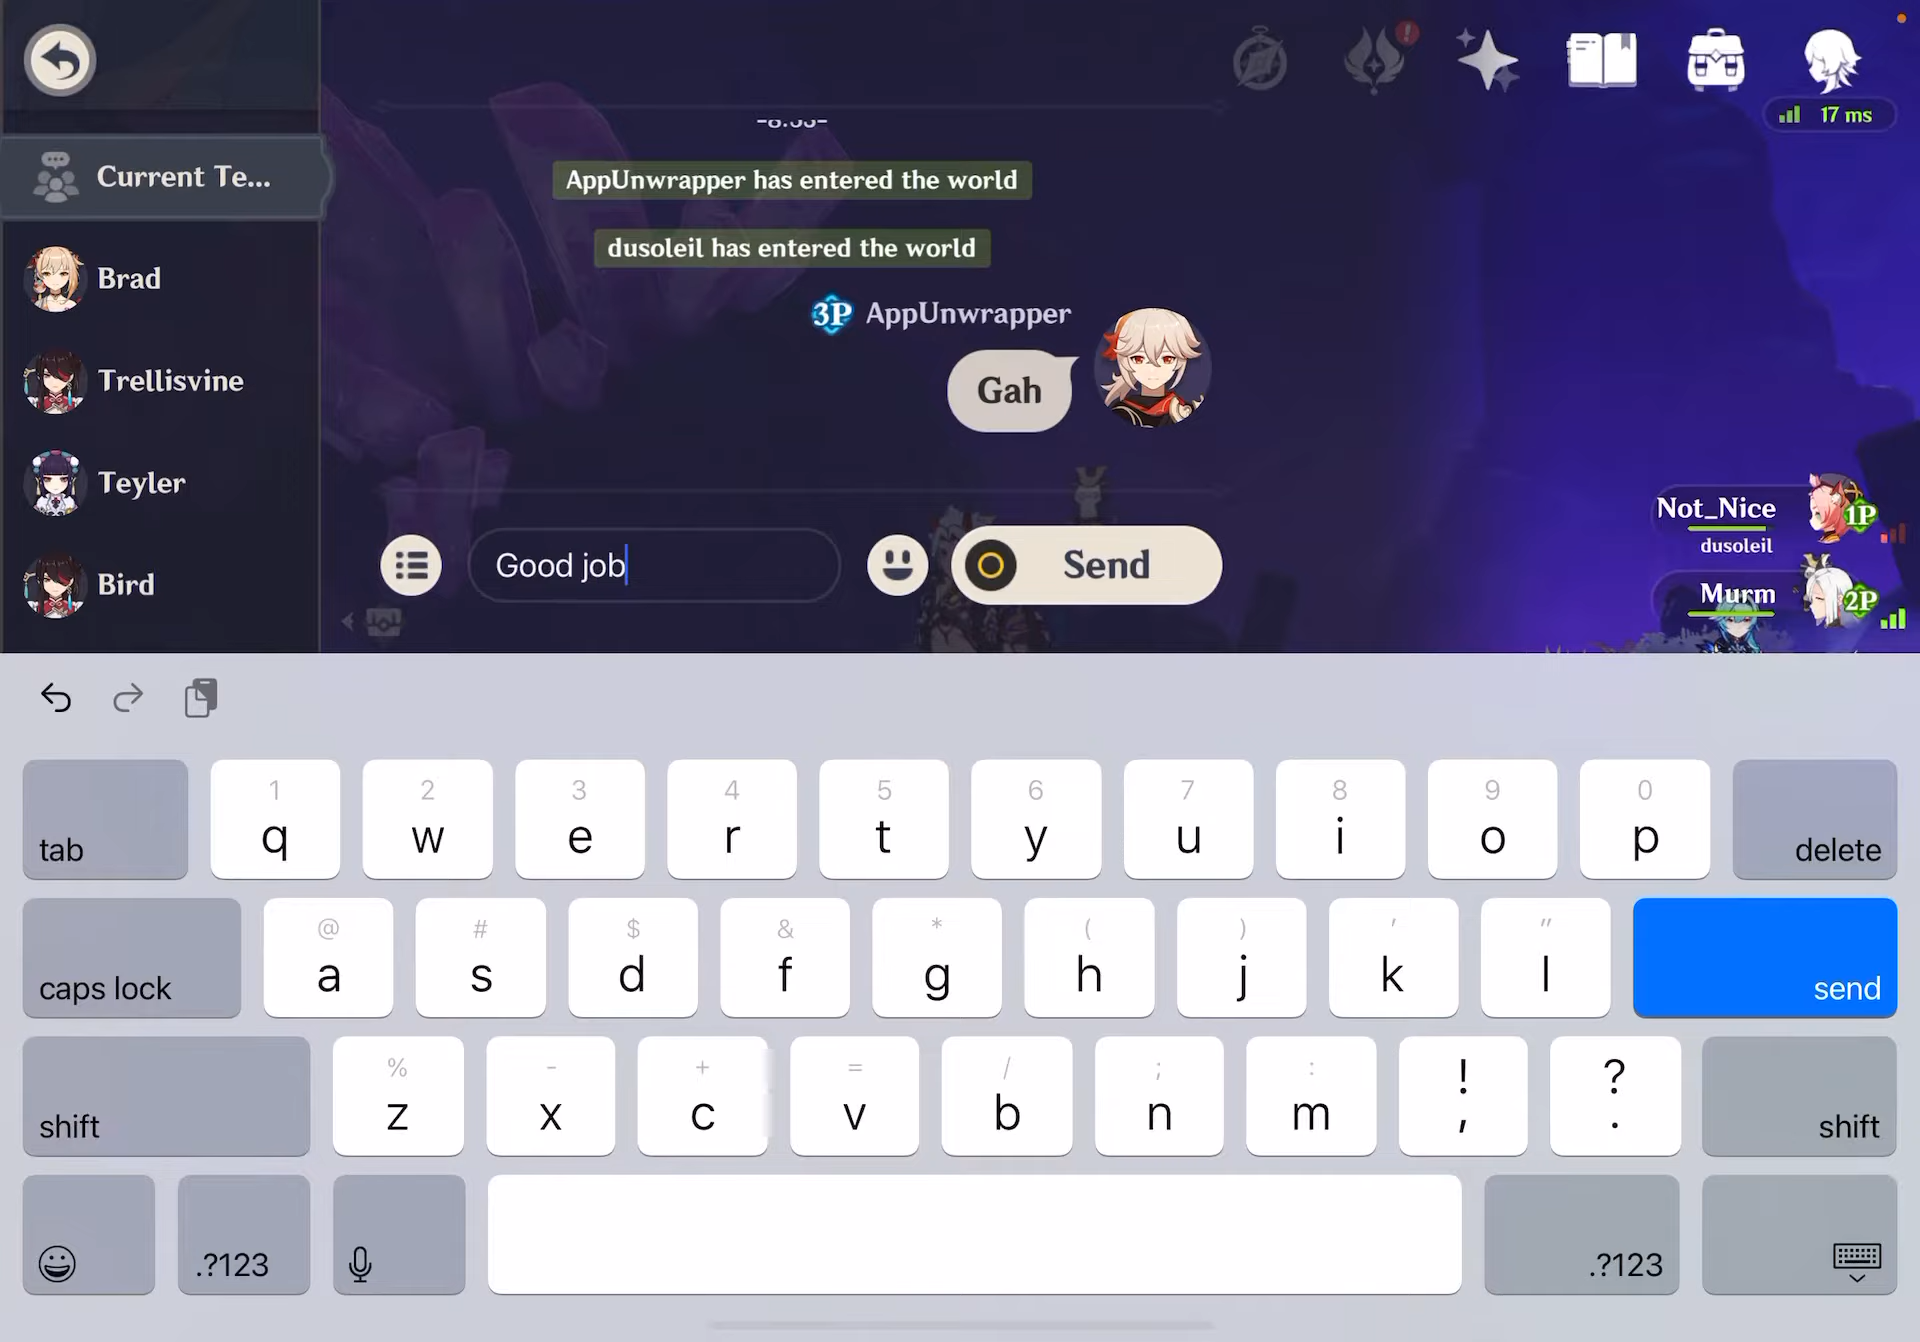 17 ms
Current Te...
Brad
Trellisvine
Teyler
Bird
AppUnwrapper has entered the world
dusoleil has entered the world
3P AppUnwrapper
Gah
Good job
Send
Not_Nice 1P
dusoleil
Murm 2P
tab
1 2 3 4 5 6 7 8 9 0
q w e r t y u i o p
delete
@ # $ & * ( ) ' "
caps lock a s d f g h j k l send
% - + = / ; : ! ?
shift z x c v b n m , . shift
.?123 .?123